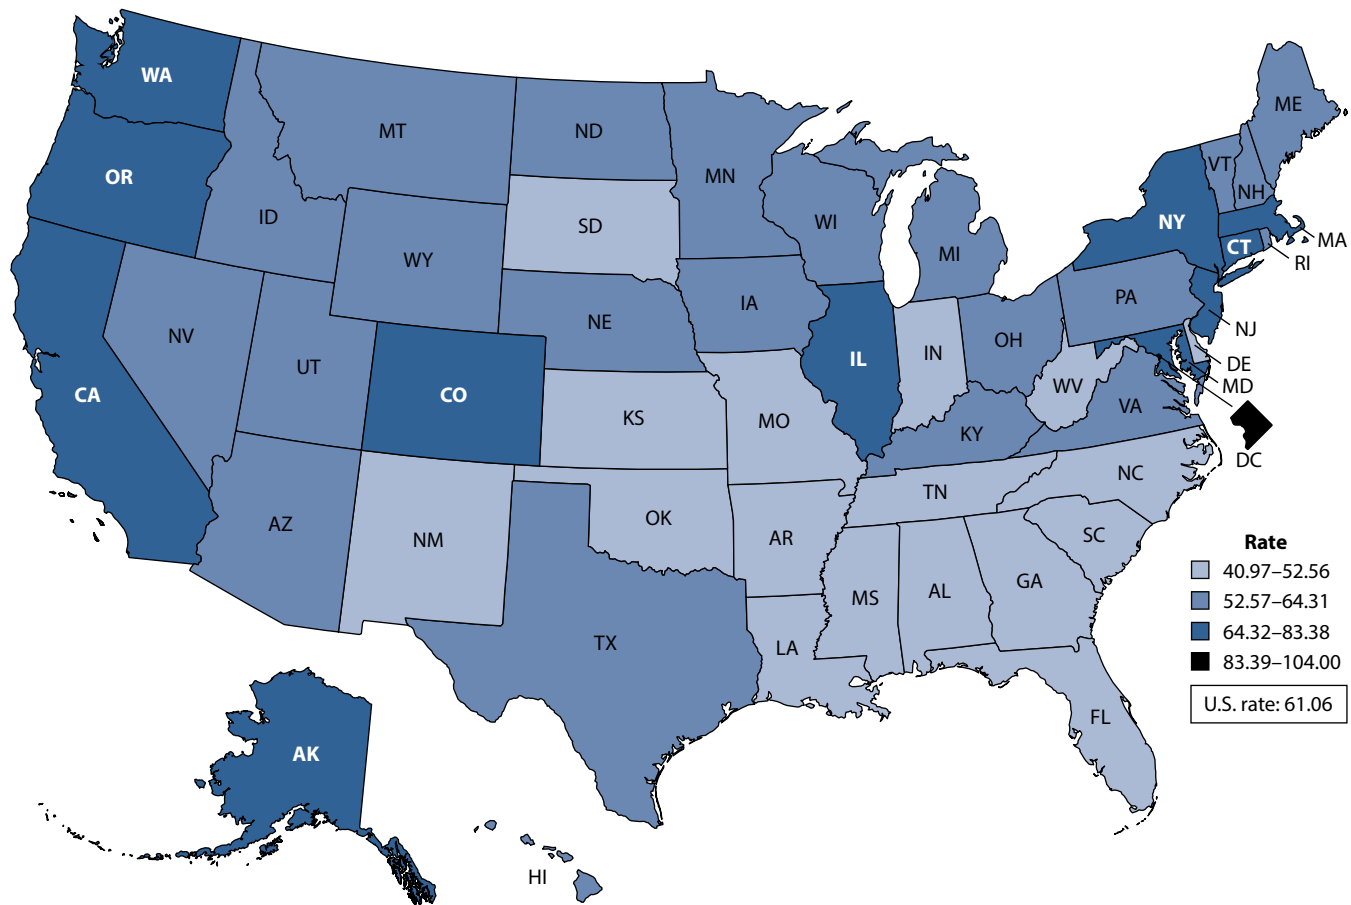 WA
MT
ND
ME
OR
MN
VT
NH
ID
SD
WI
NY
MA
WY
MI
CT
RI
IA
PA
NV
NE
OH
NJ
UT
CO
IL
IN
DE
CA
WV
MD
KS
MO
KY
VA
DC
AZ
NM
OK
TN
NC
AR
SC
MS
AL
GA
TX
LA
FL
AK
HI
Rate
40.97–52.56
52.57–64.31
64.32–83.38
83.39–104.00
U.S. rate: 61.06